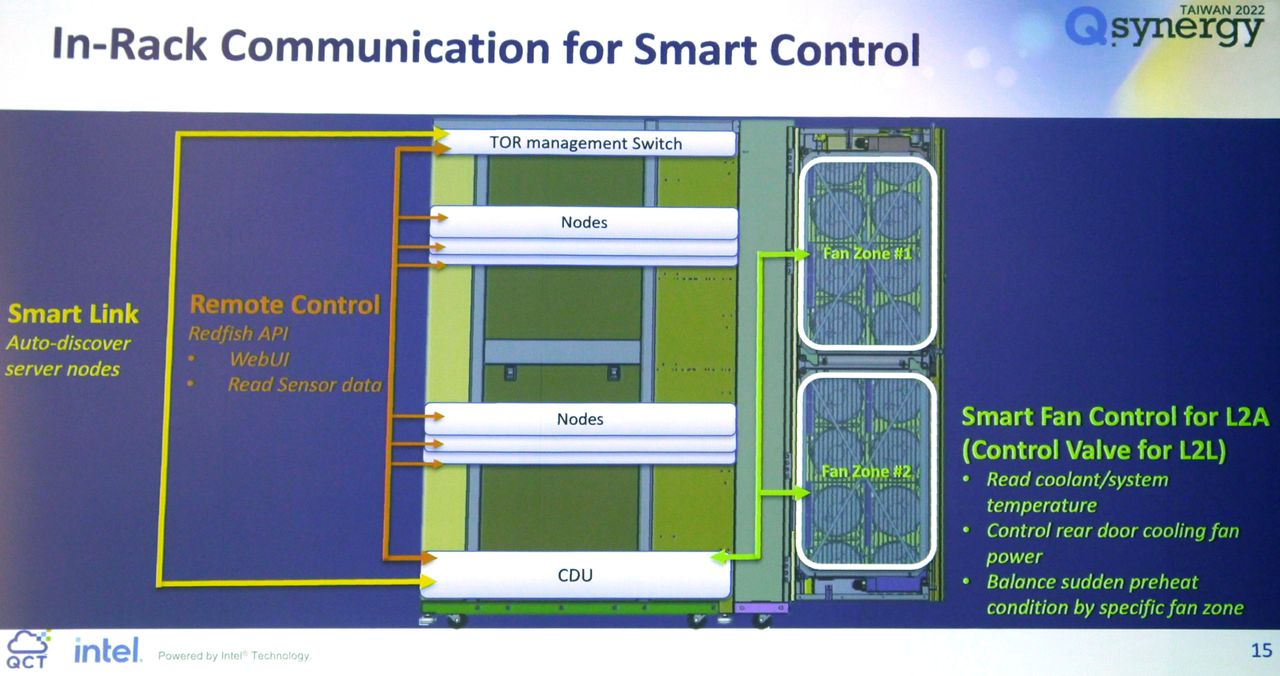 In-Rack Communication for Smart Control
TAIWAN 2022
Qsynergy
TOR management Switch
Nodes
Fan Zone #1
Smart Link
Auto-discover
server nodes
Remote Control
Redfish API
• WebUI
• Read Sensor data
Nodes
Fan Zone #2
Smart Fan Control for L2A
(Control Valve for L2L)
• Read coolant/system
temperature
• Control rear door cooling fan
power
• Balance sudden preheat
condition by specific fan zone
CDU
QCT
intel.
Powered by Intel® Technology.
15